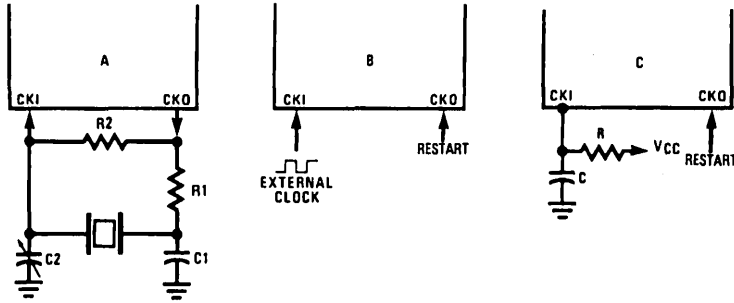 A
CKI
CKO
R2
R1
C2
C1
B
CKI
CKO
EXTERNAL
CLOCK
RESTART
C
CKI
CKO
R
VCC
C
RESTART